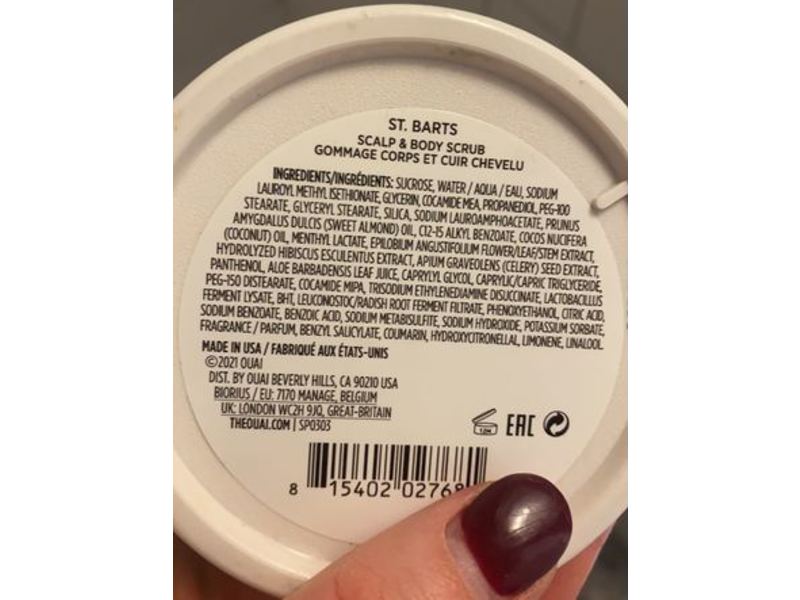 ST. BARTS
SCALP & BODY SCRUB
GOMMAGE CORPS ET CUIR CHEVELU
INGREDIENTS/INGRÉDIENTS: SUCROSE, WATER / AQUA / EAU, SODIUM
LAUROYL METHYL ISETHIONATE, GLYCERIN, COCAMIDE MEA, PROPANEDIOL, PEG-100
STEARATE, GLYCERYL STEARATE, SILICA, SODIUM LAUROAMPHOACETATE, PRUNUS
AMYGDALUS DULCIS (SWEET ALMOND) OIL, C12-15 ALKYL BENZOATE, COCOS NUCIFERA
(COCONUT) OIL, MENTHYL LACTATE, EPILOBIUM ANGUSTIFOLIUM FLOWER/LEAF/STEM EXTRACT,
HYDROLYZED HIBISCUS ESCULENTUS EXTRACT, APIUM GRAVEOLENS (CELERY) SEED EXTRACT,
PANTHENOL, ALOE BARBADENSIS LEAF JUICE, CAPRYLYL GLYCOL, CAPRYLIC/CAPRIC TRIGLYCERIDE,
PEG-150 DISTEARATE, COCAMIDE MIPA, TRISODIUM ETHYLENEDIAMINE DISUCCINATE, LACTOBACILLUS
FERMENT LYSATE, BHT, LEUCONOSTOC/RADISH ROOT FERMENT FILTRATE, PHENOXYETHANOL, CITRIC ACID,
SODIUM BENZOATE, BENZOIC ACID, SODIUM METABISULFITE, SODIUM HYDROXIDE, POTASSIUM SORBATE,
FRAGRANCE / PARFUM, BENZYL SALICYLATE, COUMARIN, HYDROXYCITRONELLAL, LIMONENE, LINALOOL.
MADE IN USA / FABRIQUÉ AUX ÉTATS-UNIS
©2021 OUAI
DIST. BY OUAI BEVERLY HILLS, CA 90210 USA
BIORIUS / EU: 7170 MANAGE, BELGIUM
UK: LONDON WC2H 9JQ, GREAT-BRITAIN
THEOUAI.COM | SP0303
12M EAC
8 15402 02768